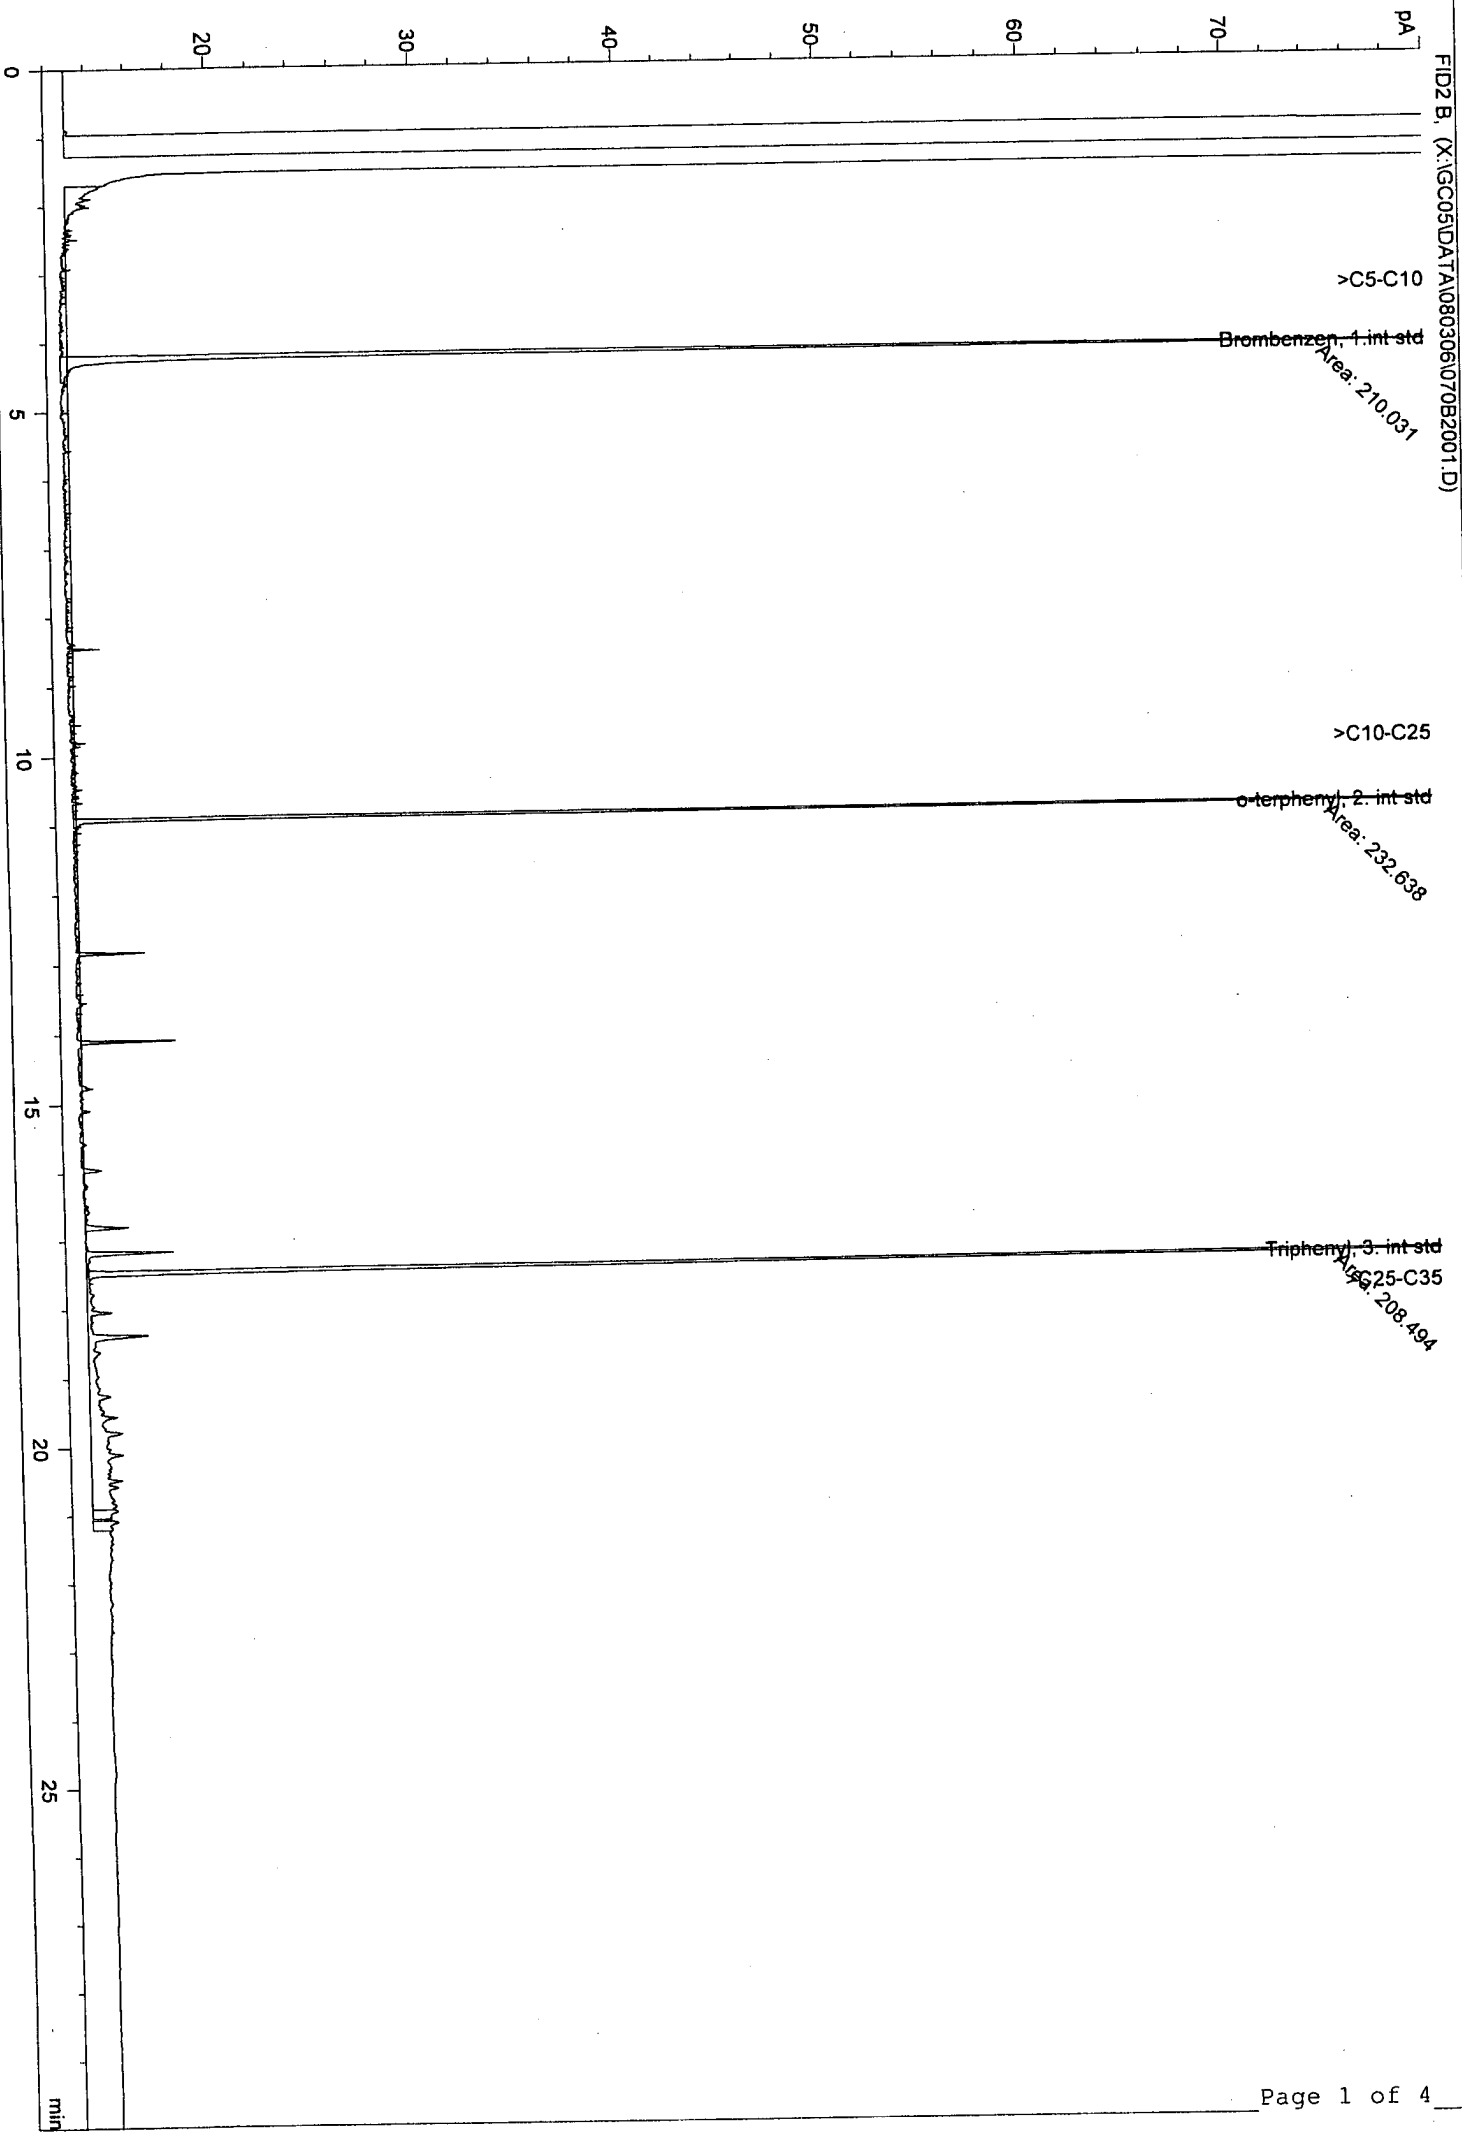 FID2 B, (X:\GC05\DATA\080306\070B2001.D)
pA
70
60
50
40
30
20
>C5-C10
Brombenzen, 1.int std
Area: 210.031
>C10-C25
o-terphenyl, 2. int std
Area: 232.638
Triphenyl, 3. int std
>C25-C35
Area: 208.494
0
5
10
15
20
25
min
Page 1 of 4